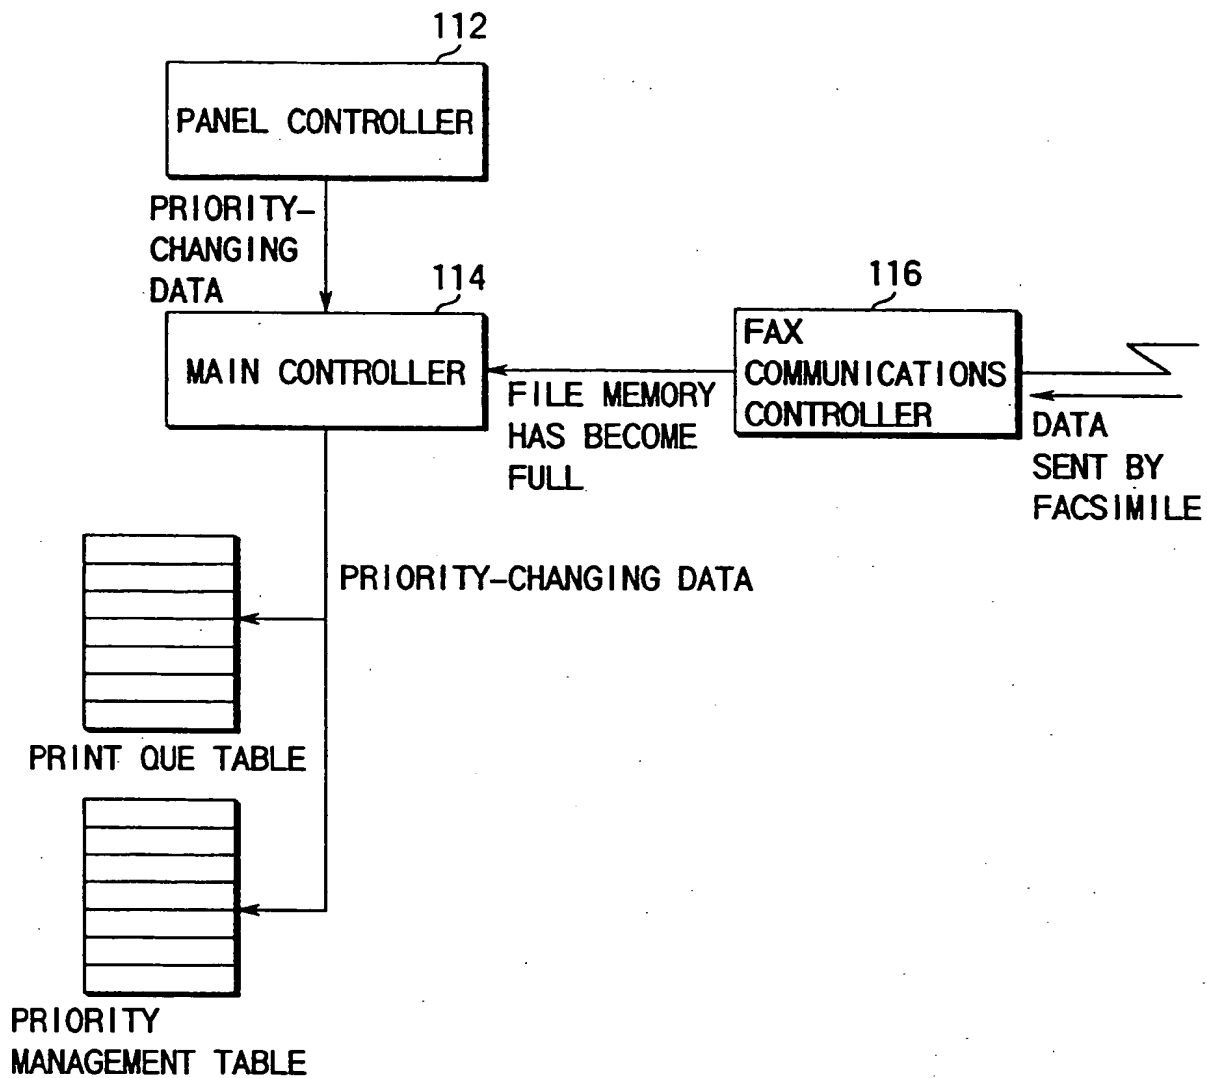 112
PANEL CONTROLLER
PRIORITY-
CHANGING
DATA
114
MAIN CONTROLLER
116
FAX
COMMUNICATIONS
CONTROLLER
FILE MEMORY
HAS BECOME
FULL
DATA
SENT BY
FACSIMILE
PRIORITY-CHANGING DATA
PRINT QUE TABLE
PRIORITY
MANAGEMENT TABLE